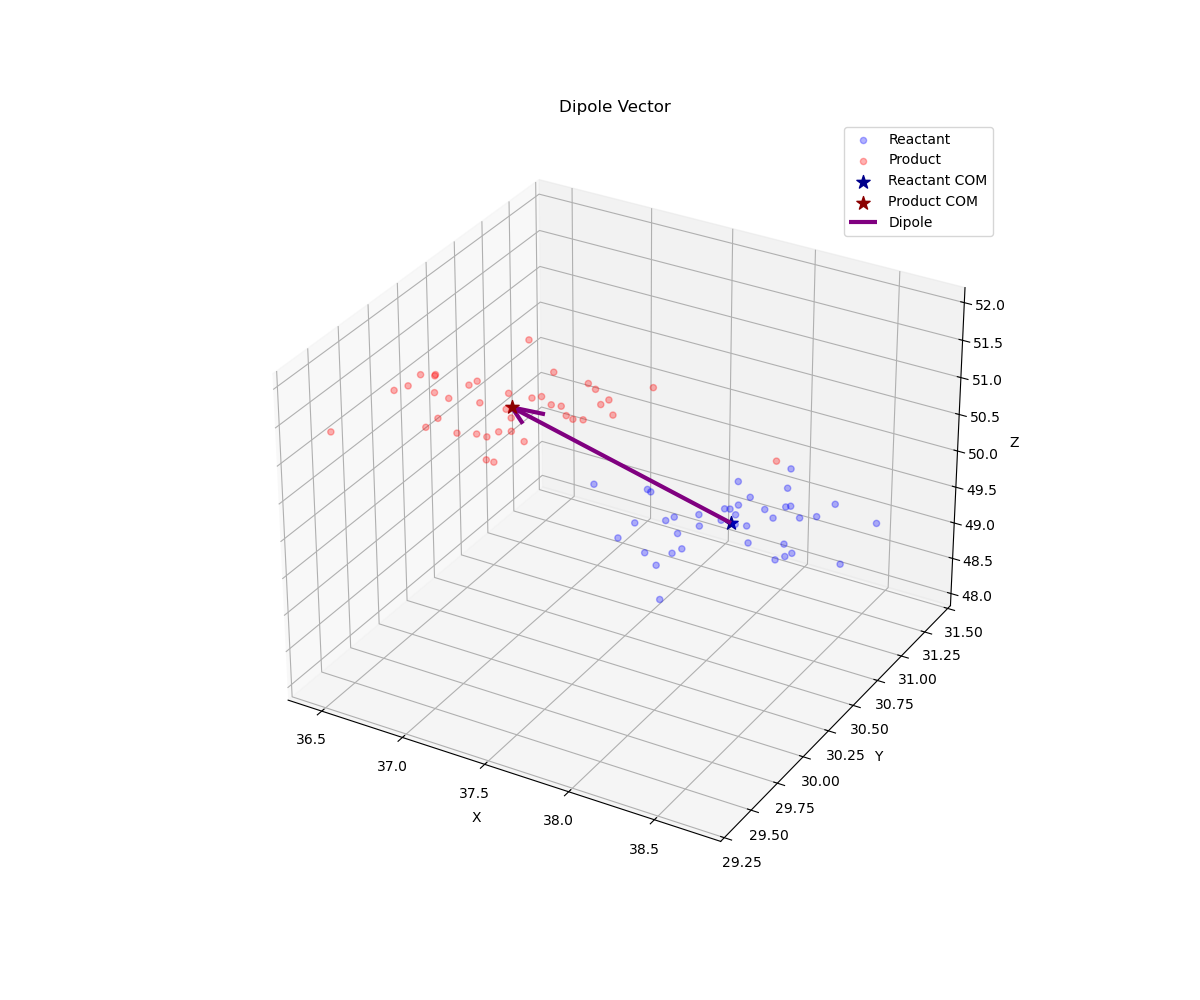 Dipole Vector
Reactant
Product
Reactant COM
Product COM
Dipole
52.0
51.5
51.0
50.5
Z
50.0
49.5
49.0
48.5
48.0
31.50
31.25
31.00
30.75
30.50
30.25
Y
30.00
29.75
29.50
29.25
36.5
37.0
37.5
X
38.0
38.5